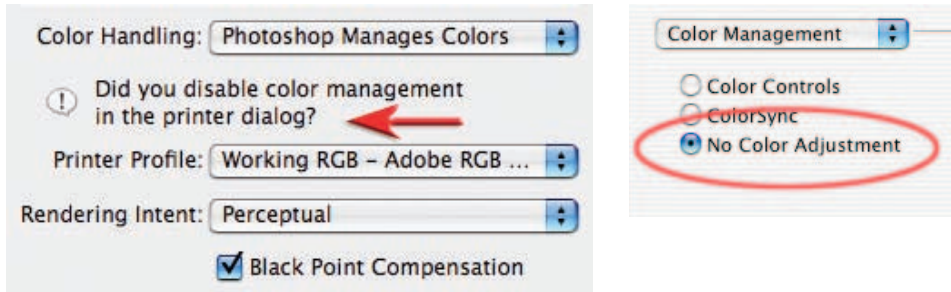 Color Handling: Photoshop Manages Colors
Did you disable color management
in the printer dialog?
Printer Profile: Working RGB – Adobe RGB ...
Rendering Intent: Perceptual
Black Point Compensation
Color Management
Color Controls
ColorSync
No Color Adjustment